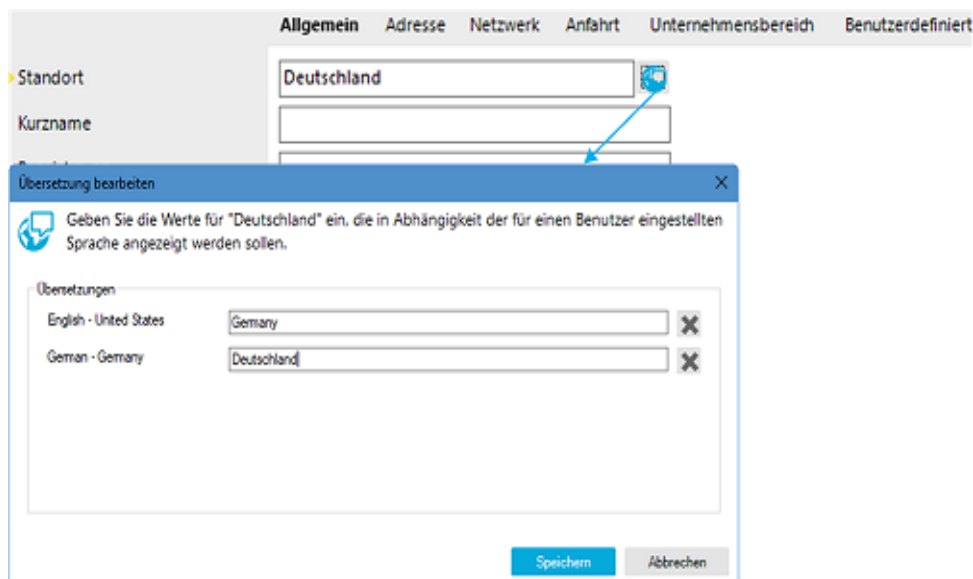 Allgemein Adresse Netzwerk Anfahrt Unternehmensbereich Benutzerdefiniert
Standort Deutschland
Kurzname
Übersetzung bearbeiten
Geben Sie die Werte für "Deutschland" ein, die in Abhängigkeit der für einen Benutzer eingestellten
Sprache angezeigt werden sollen.
Übersetzungen
English - United States Germany
German - Germany Deutschland
Speichern Abbrechen